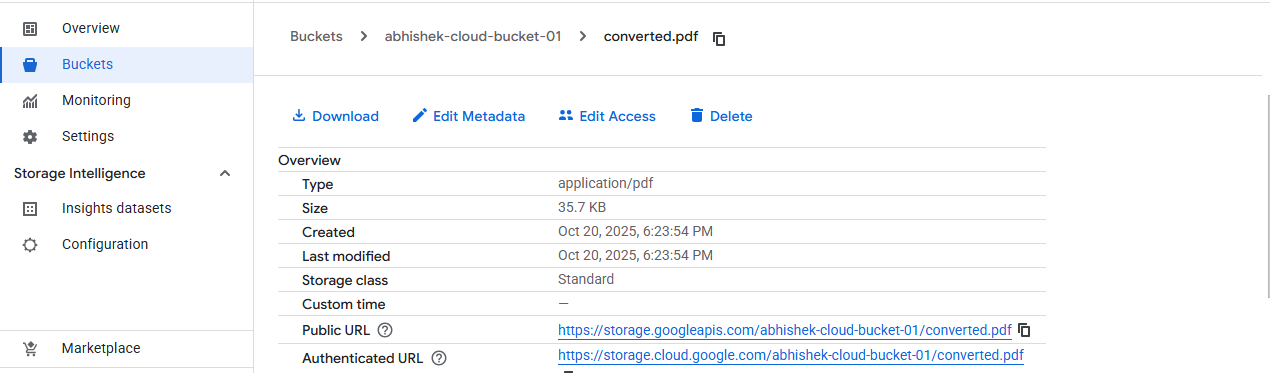 Overview
Buckets
Monitoring
Settings
Storage Intelligence
Insights datasets
Configuration
Marketplace
Buckets > abhishek-cloud-bucket-01 > converted.pdf
Download Edit Metadata Edit Access Delete
Overview
Type application/pdf
Size 35.7 KB
Created Oct 20, 2025, 6:23:54 PM
Last modified Oct 20, 2025, 6:23:54 PM
Storage class Standard
Custom time —
Public URL https://storage.googleapis.com/abhishek-cloud-bucket-01/converted.pdf
Authenticated URL https://storage.cloud.google.com/abhishek-cloud-bucket-01/converted.pdf